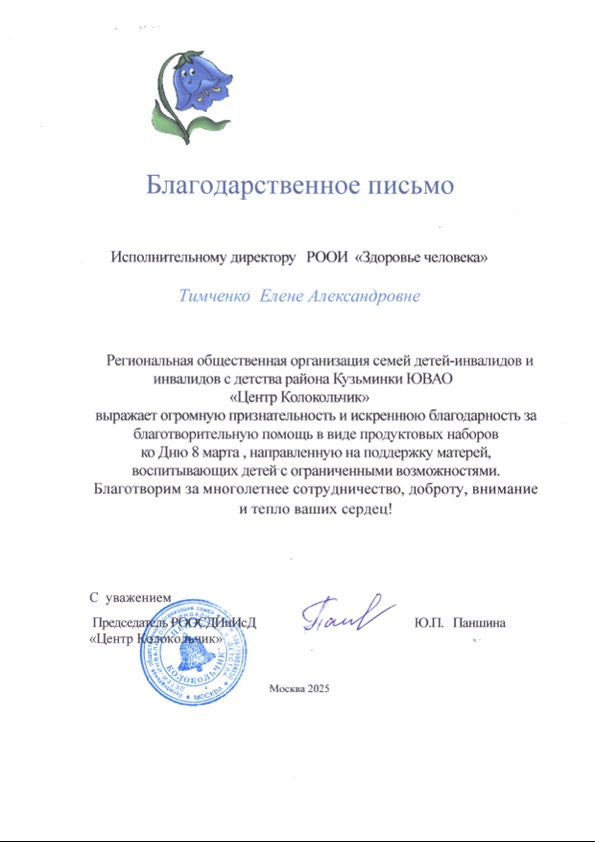 Благодарственное письмо
Исполнительному директору РООИ «Здоровье человека»
Тимченко Елене Александровне
Региональная общественная организация семей детей-инвалидов и
инвалидов с детства района Кузьминки ЮВАО
«Центр Колокольчик»
выражает огромную признательность и искреннюю благодарность за
благотворительную помощь в виде продуктовых наборов
ко Дню 8 марта , направленную на поддержку матерей,
воспитывающих детей с ограниченными возможностями.
Благотворим за многолетнее сотрудничество, доброту, внимание
и тепло ваших сердец!
С уважением
Председатель РООСДИиИсД
Ю.П. Паншина
«Центр Колокольчик»
КОЛОКОЛЬЧИК
МОСКВА
Москва 2025